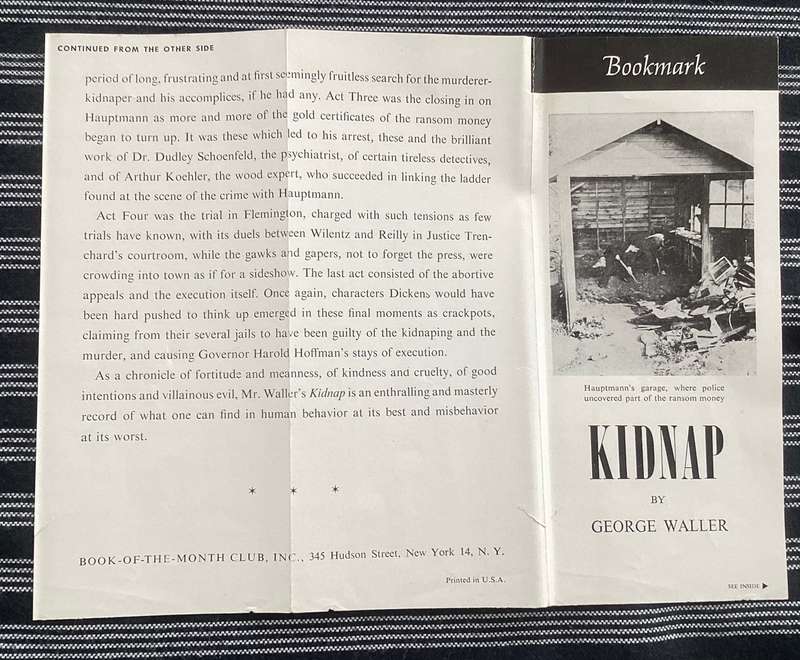 CONTINUED FROM THE OTHER SIDE
period of long, frustrating and at first seemingly fruitless search for the murderer-
kidnaper and his accomplices, if he had any. Act Three was the closing in on
Hauptmann as more and more of the gold certificates of the ransom money
began to turn up. It was these which led to his arrest, these and the brilliant
work of Dr. Dudley Schoenfeld, the psychiatrist, of certain tireless detectives,
and of Arthur Koehler, the wood expert, who succeeded in linking the ladder
found at the scene of the crime with Hauptmann.
Act Four was the trial in Flemington, charged with such tensions as few
trials have known, with its duels between Wilentz and Reilly in Justice Tren-
chard's courtroom, while the gawks and gapers, not to forget the press, were
crowding into town as if for a sideshow. The last act consisted of the abortive
appeals and the execution itself. Once again, characters Dickens would have
been hard pushed to think up emerged in these final moments as crackpots,
claiming from their several jails to have been guilty of the kidnaping and the
murder, and causing Governor Harold Hoffman's stays of execution.
As a chronicle of fortitude and meanness, of kindness and cruelty, of good
intentions and villainous evil, Mr. Waller's Kidnap is an enthralling and masterly
record of what one can find in human behavior at its best and misbehavior
at its worst.
* * *
BOOK-OF-THE-MONTH CLUB, INC., 345 Hudson Street, New York 14, N. Y.
Printed in U.S.A.
Bookmark
Hauptmann's garage, where police
uncovered part of the ransom money
KIDNAP
BY
GEORGE WALLER
SEE INSIDE ▶